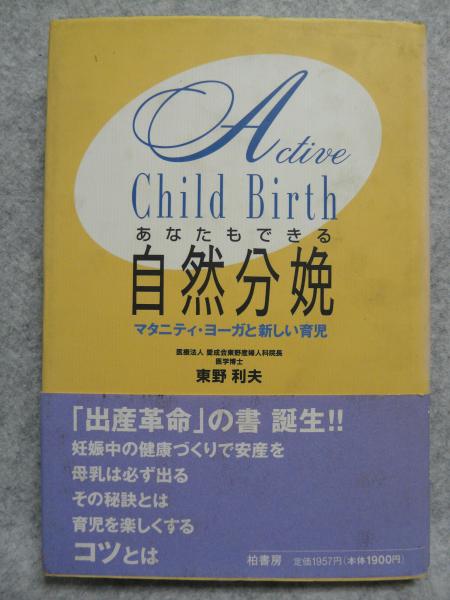 Active
Child Birth
あなたもできる
自然分娩
マタニティ・ヨーガと新しい育児
医療法人 愛成会東野産婦人科院長
医学博士
東野 利夫
「出産革命」の書 誕生!!
妊娠中の健康づくりで安産を
母乳は必ず出る
その秘訣とは
育児を楽しくする
コツとは
柏書房 定価1957円(本体1900円)